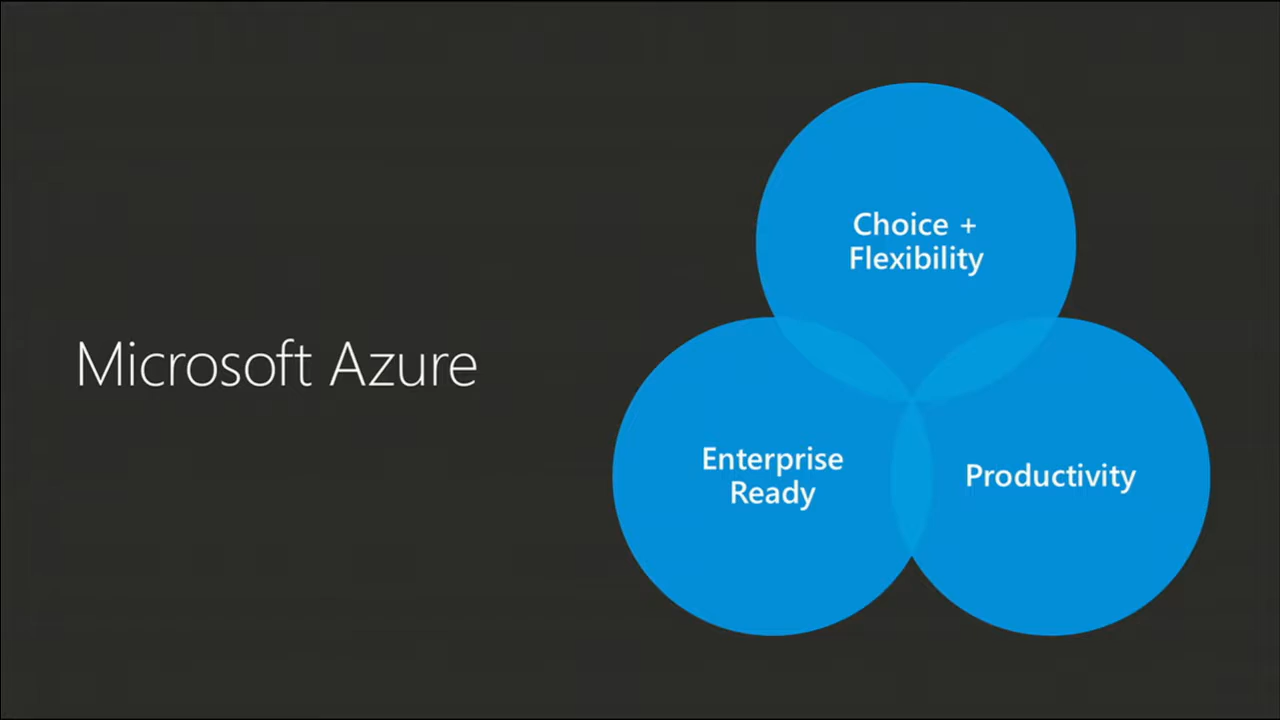 Microsoft Azure
Choice +
Flexibility
Enterprise
Ready
Productivity